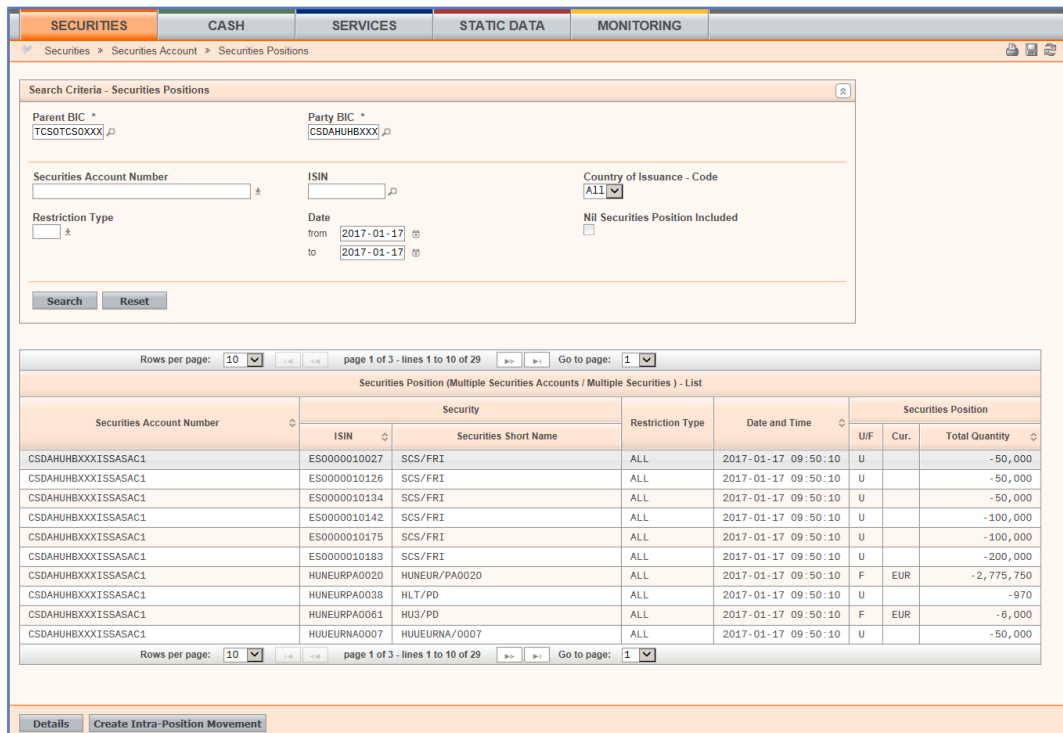 SECURITIES CASH SERVICES STATIC DATA MONITORING
Securities » Securities Account » Securities Positions
Search Criteria - Securities Positions
Parent BIC * Party BIC *
TCSOTCSOXXX CSDAHUHBXXX
Securities Account Number ISIN Country of Issuance - Code
All
Restriction Type Date Nil Securities Position Included
from 2017-01-17
to 2017-01-17
Search Reset
Rows per page: 10 page 1 of 3 - lines 1 to 10 of 29 Go to page: 1
Securities Position (Multiple Securities Accounts / Multiple Securities ) - List
Securities Account Number Security Restriction Type Date and Time Securities Position
ISIN Securities Short Name U/F Cur. Total Quantity
CSDAHUHBXXXISSASAC1 ES0000010027 SCS/FRI ALL 2017-01-17 09:50:10 U -50,000
CSDAHUHBXXXISSASAC1 ES0000010126 SCS/FRI ALL 2017-01-17 09:50:10 U -50,000
CSDAHUHBXXXISSASAC1 ES0000010134 SCS/FRI ALL 2017-01-17 09:50:10 U -50,000
CSDAHUHBXXXISSASAC1 ES0000010142 SCS/FRI ALL 2017-01-17 09:50:10 U -100,000
CSDAHUHBXXXISSASAC1 ES0000010175 SCS/FRI ALL 2017-01-17 09:50:10 U -100,000
CSDAHUHBXXXISSASAC1 ES0000010183 SCS/FRI ALL 2017-01-17 09:50:10 U -200,000
CSDAHUHBXXXISSASAC1 HUNEURPA0020 HUNEUR/PA0020 ALL 2017-01-17 09:50:10 F EUR -2,775,750
CSDAHUHBXXXISSASAC1 HUNEURPA0038 HLT/PD ALL 2017-01-17 09:50:10 U -970
CSDAHUHBXXXISSASAC1 HUNEURPA0061 HU3/PD ALL 2017-01-17 09:50:10 F EUR -6,000
CSDAHUHBXXXISSASAC1 HUUEURNA0007 HUUEURNA/0007 ALL 2017-01-17 09:50:10 U -50,000
Rows per page: 10 page 1 of 3 - lines 1 to 10 of 29 Go to page: 1
Details Create Intra-Position Movement